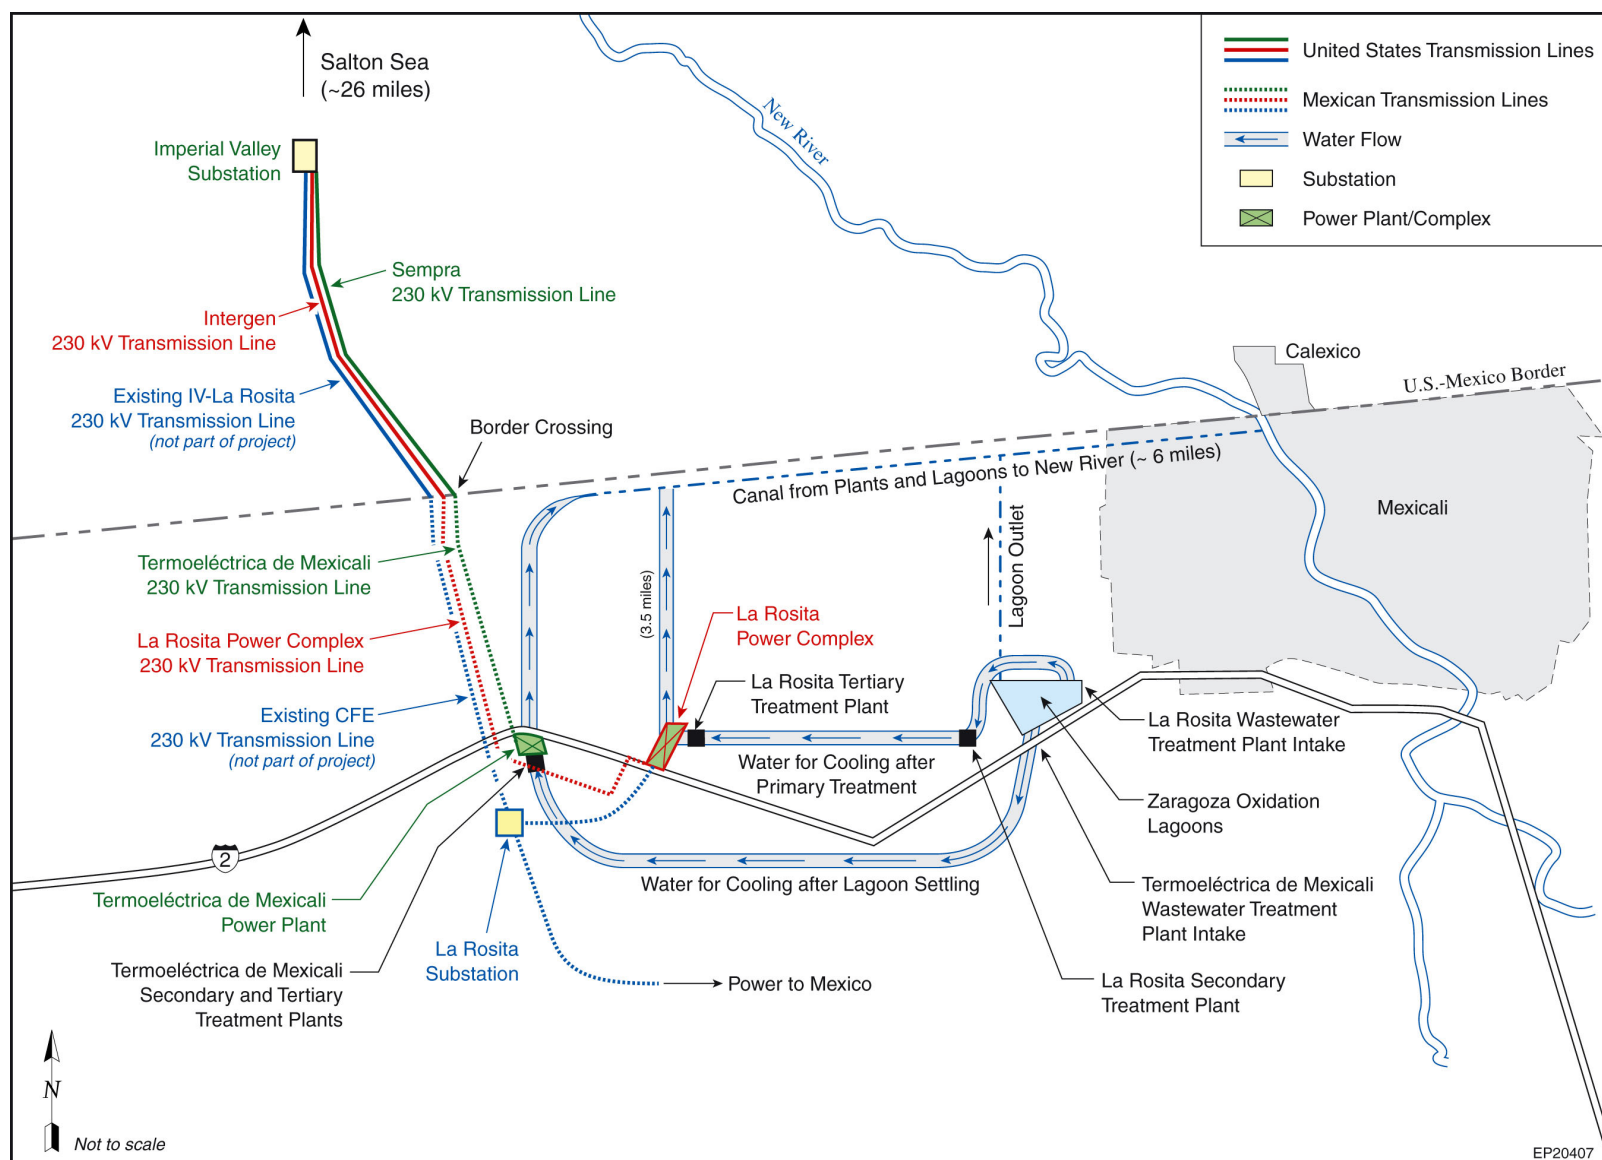 Salton Sea
(~26 miles)
United States Transmission Lines
Mexican Transmission Lines
Water Flow
Substation
Power Plant/Complex
New River
Imperial Valley
Substation
Sempra
230 kV Transmission Line
Intergen
230 kV Transmission Line
Existing IV-La Rosita
230 kV Transmission Line
(not part of project)
Border Crossing
Calexico
U.S.-Mexico Border
Canal from Plants and Lagoons to New River (~ 6 miles)
Mexicali
Termoeléctrica de Mexicali
230 kV Transmission Line
La Rosita Power Complex
230 kV Transmission Line
Existing CFE
230 kV Transmission Line
(not part of project)
(3.5 miles)
La Rosita
Power Complex
Lagoon Outlet
La Rosita Tertiary
Treatment Plant
La Rosita Wastewater
Treatment Plant Intake
Water for Cooling after
Primary Treatment
Zaragoza Oxidation
Lagoons
2
Water for Cooling after Lagoon Settling
Termoeléctrica de Mexicali
Power Plant
Termoeléctrica de Mexicali
Wastewater Treatment
Plant Intake
La Rosita
Substation
Termoeléctrica de Mexicali
Secondary and Tertiary
Treatment Plants
Power to Mexico
La Rosita Secondary
Treatment Plant
N
Not to scale
EP20407